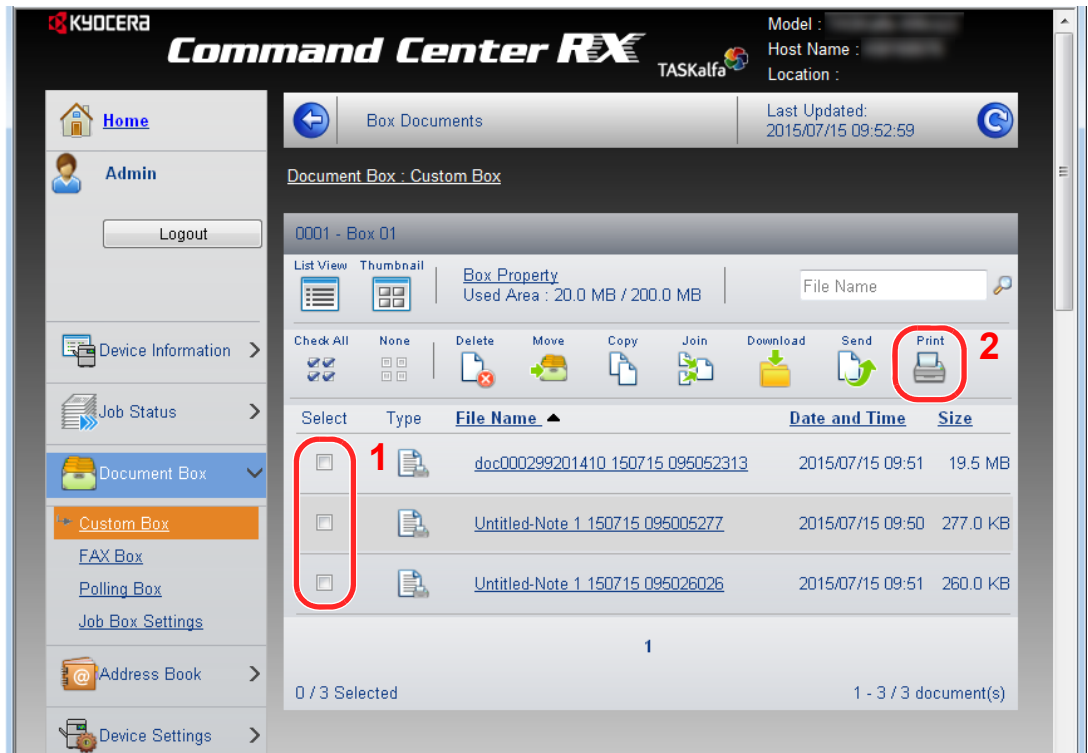 KYOCERA
Command Center RX
TASKalfa
Model :
Host Name :
Location :
Home
Admin
Logout
Device Information
Job Status
Document Box
Custom Box
FAX Box
Polling Box
Job Box Settings
Address Book
Device Settings
Box Documents
Last Updated:
2015/07/15 09:52:59
Document Box : Custom Box
0001 - Box 01
List View Thumbnail
Box Property
Used Area : 20.0 MB / 200.0 MB
File Name
Check All None Delete Move Copy Join Download Send Print
2
Select Type File Name Date and Time Size
1
doc000299201410 150715 095052313 2015/07/15 09:51 19.5 MB
Untitled-Note 1 150715 095005277 2015/07/15 09:50 277.0 KB
Untitled-Note 1 150715 095026026 2015/07/15 09:51 260.0 KB
1
0 / 3 Selected 1 - 3 / 3 document(s)